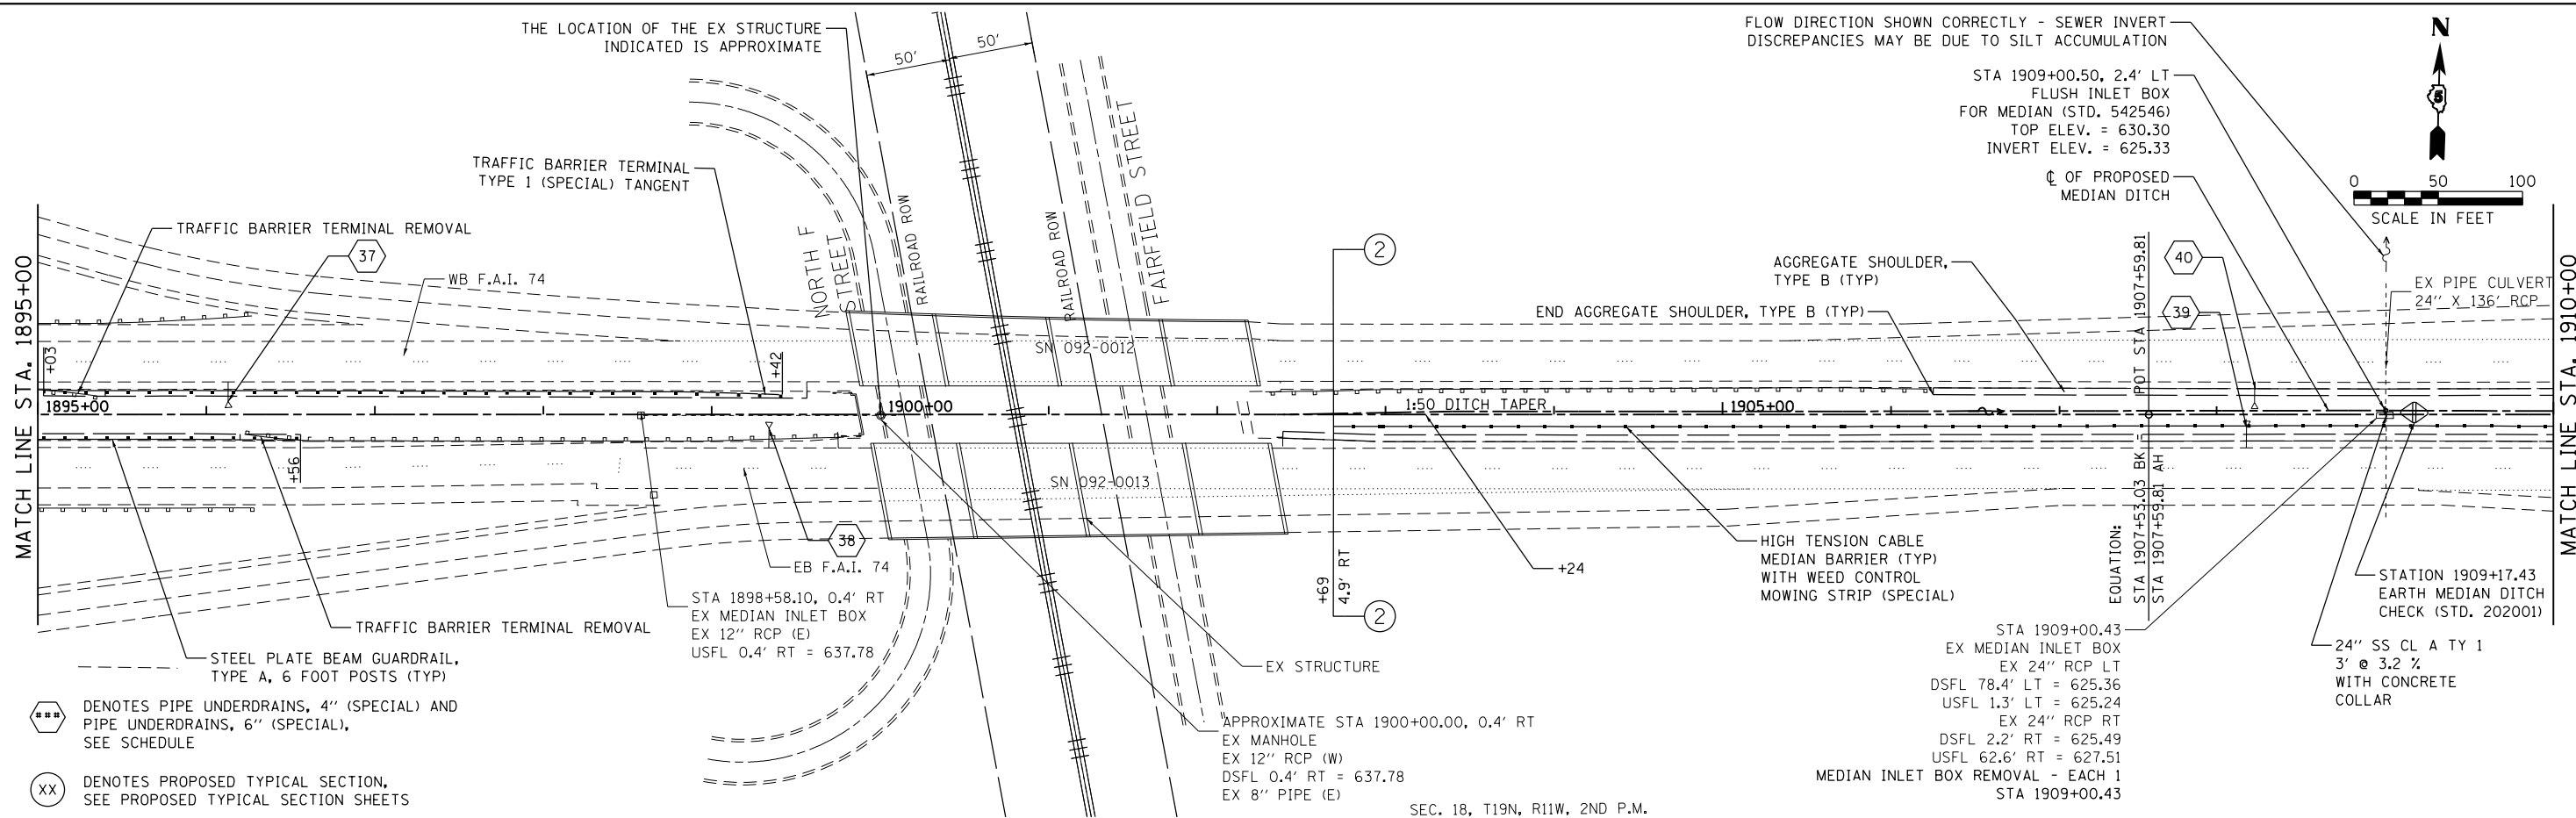 THE LOCATION OF THE EX STRUCTURE
INDICATED IS APPROXIMATE
50'
50'
FLOW DIRECTION SHOWN CORRECTLY - SEWER INVERT
DISCREPANCIES MAY BE DUE TO SILT ACCUMULATION
N
5
STA 1909+00.50, 2.4' LT
FLUSH INLET BOX
FOR MEDIAN (STD. 542546)
TOP ELEV. = 630.30
INVERT ELEV. = 625.33
℄ OF PROPOSED
MEDIAN DITCH
0 50 100
SCALE IN FEET
TRAFFIC BARRIER TERMINAL
TYPE 1 (SPECIAL) TANGENT
TRAFFIC BARRIER TERMINAL REMOVAL
37
WB F.A.I. 74
NORTH F
STREET
RAILROAD ROW
RAILROAD ROW
FAIRFIELD STREET
2
AGGREGATE SHOULDER,
TYPE B (TYP)
END AGGREGATE SHOULDER, TYPE B (TYP)
POT STA 1907+59.81
40
39
EX PIPE CULVERT
24'' X 136' RCP
MATCH LINE STA. 1895+00
MATCH LINE STA. 1910+00
+03
+42
SN 092-0012
1895+00
1900+00
1:50 DITCH TAPER
1905+00
+56
SN 092-0013
38
EB F.A.I. 74
+69
4.9' RT
2
+24
HIGH TENSION CABLE
MEDIAN BARRIER (TYP)
WITH WEED CONTROL
MOWING STRIP (SPECIAL)
EQUATION:
STA 1907+53.03 BK =
STA 1907+59.81 AH
STATION 1909+17.43
EARTH MEDIAN DITCH
CHECK (STD. 202001)
24'' SS CL A TY 1
3' @ 3.2 %
WITH CONCRETE
COLLAR
STA 1898+58.10, 0.4' RT
EX MEDIAN INLET BOX
EX 12'' RCP (E)
USFL 0.4' RT = 637.78
TRAFFIC BARRIER TERMINAL REMOVAL
STEEL PLATE BEAM GUARDRAIL,
TYPE A, 6 FOOT POSTS (TYP)
EX STRUCTURE
STA 1909+00.43
EX MEDIAN INLET BOX
EX 24'' RCP LT
DSFL 78.4' LT = 625.36
USFL 1.3' LT = 625.24
EX 24'' RCP RT
DSFL 2.2' RT = 625.49
USFL 62.6' RT = 627.51
MEDIAN INLET BOX REMOVAL - EACH 1
STA 1909+00.43
APPROXIMATE STA 1900+00.00, 0.4' RT
EX MANHOLE
EX 12'' RCP (W)
DSFL 0.4' RT = 637.78
EX 8'' PIPE (E)
SEC. 18, T19N, R11W, 2ND P.M.
###
DENOTES PIPE UNDERDRAINS, 4'' (SPECIAL) AND
PIPE UNDERDRAINS, 6'' (SPECIAL),
SEE SCHEDULE
XX
DENOTES PROPOSED TYPICAL SECTION,
SEE PROPOSED TYPICAL SECTION SHEETS